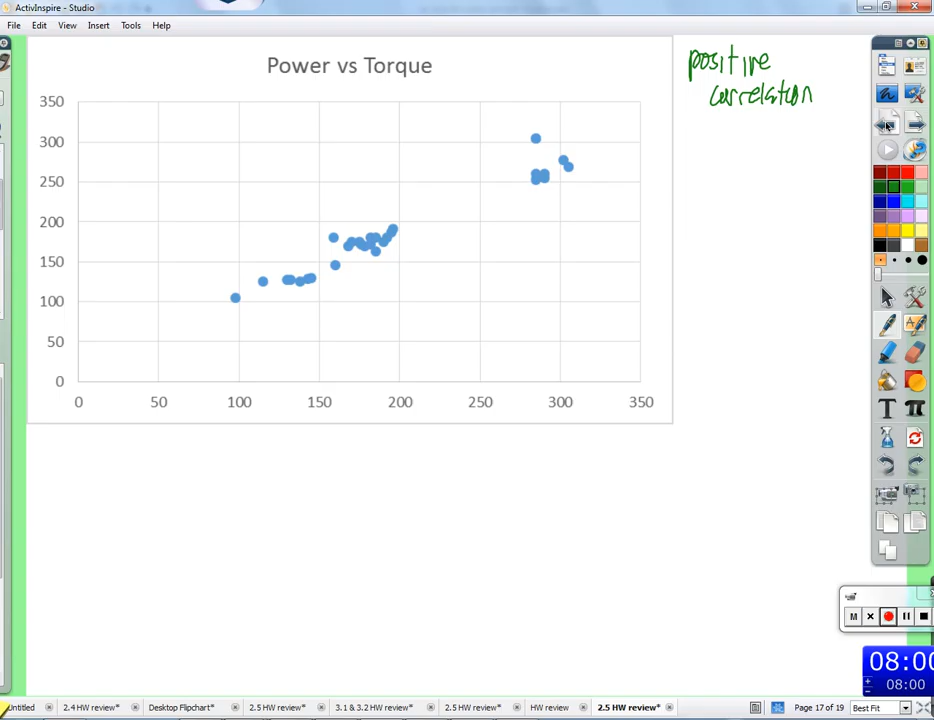 ActivInspire - Studio
File Edit View Insert Tools Help
Power vs Torque
positive
correlation
350
300
250
200
150
100
50
0
0 50 100 150 200 250 300 350
M
08:00
08:00
Untitled 2.4 HW review* Desktop Flipchart* 2.5 HW review* 3.1 & 3.2 HW review* 2.5 HW review* HW review 2.5 HW review* Page 17 of 19 Best Fit